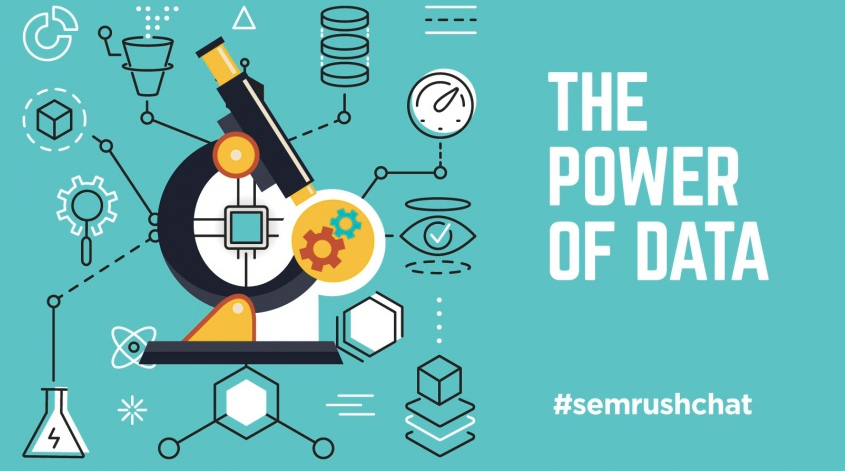 THE
POWER
OF DATA
#semrushchat